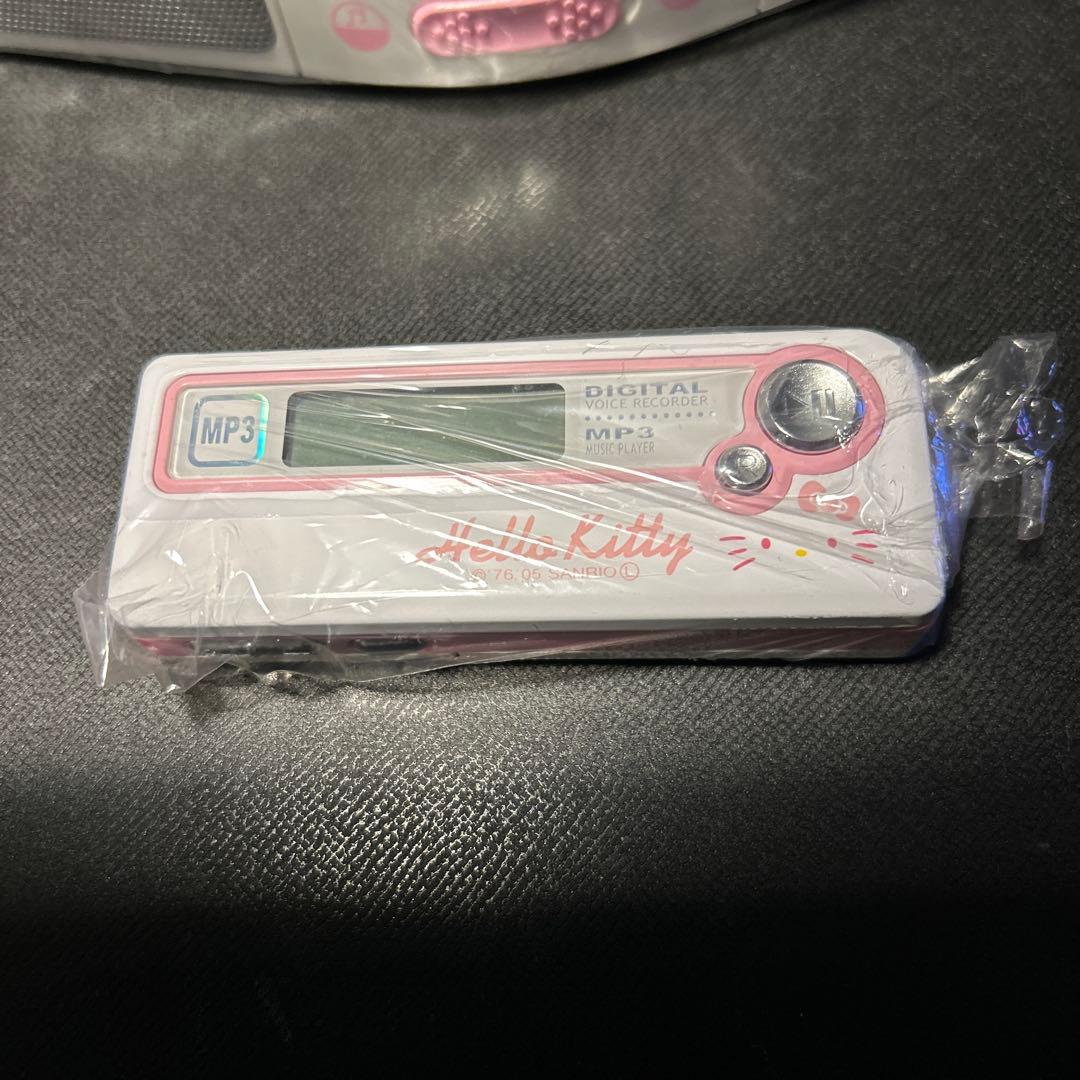 MP3
DIGITAL
VOICE RECORDER
MP3
MUSIC PLAYER
R
Hello Kitty
©'76, 05 SANRIO Ⓛ